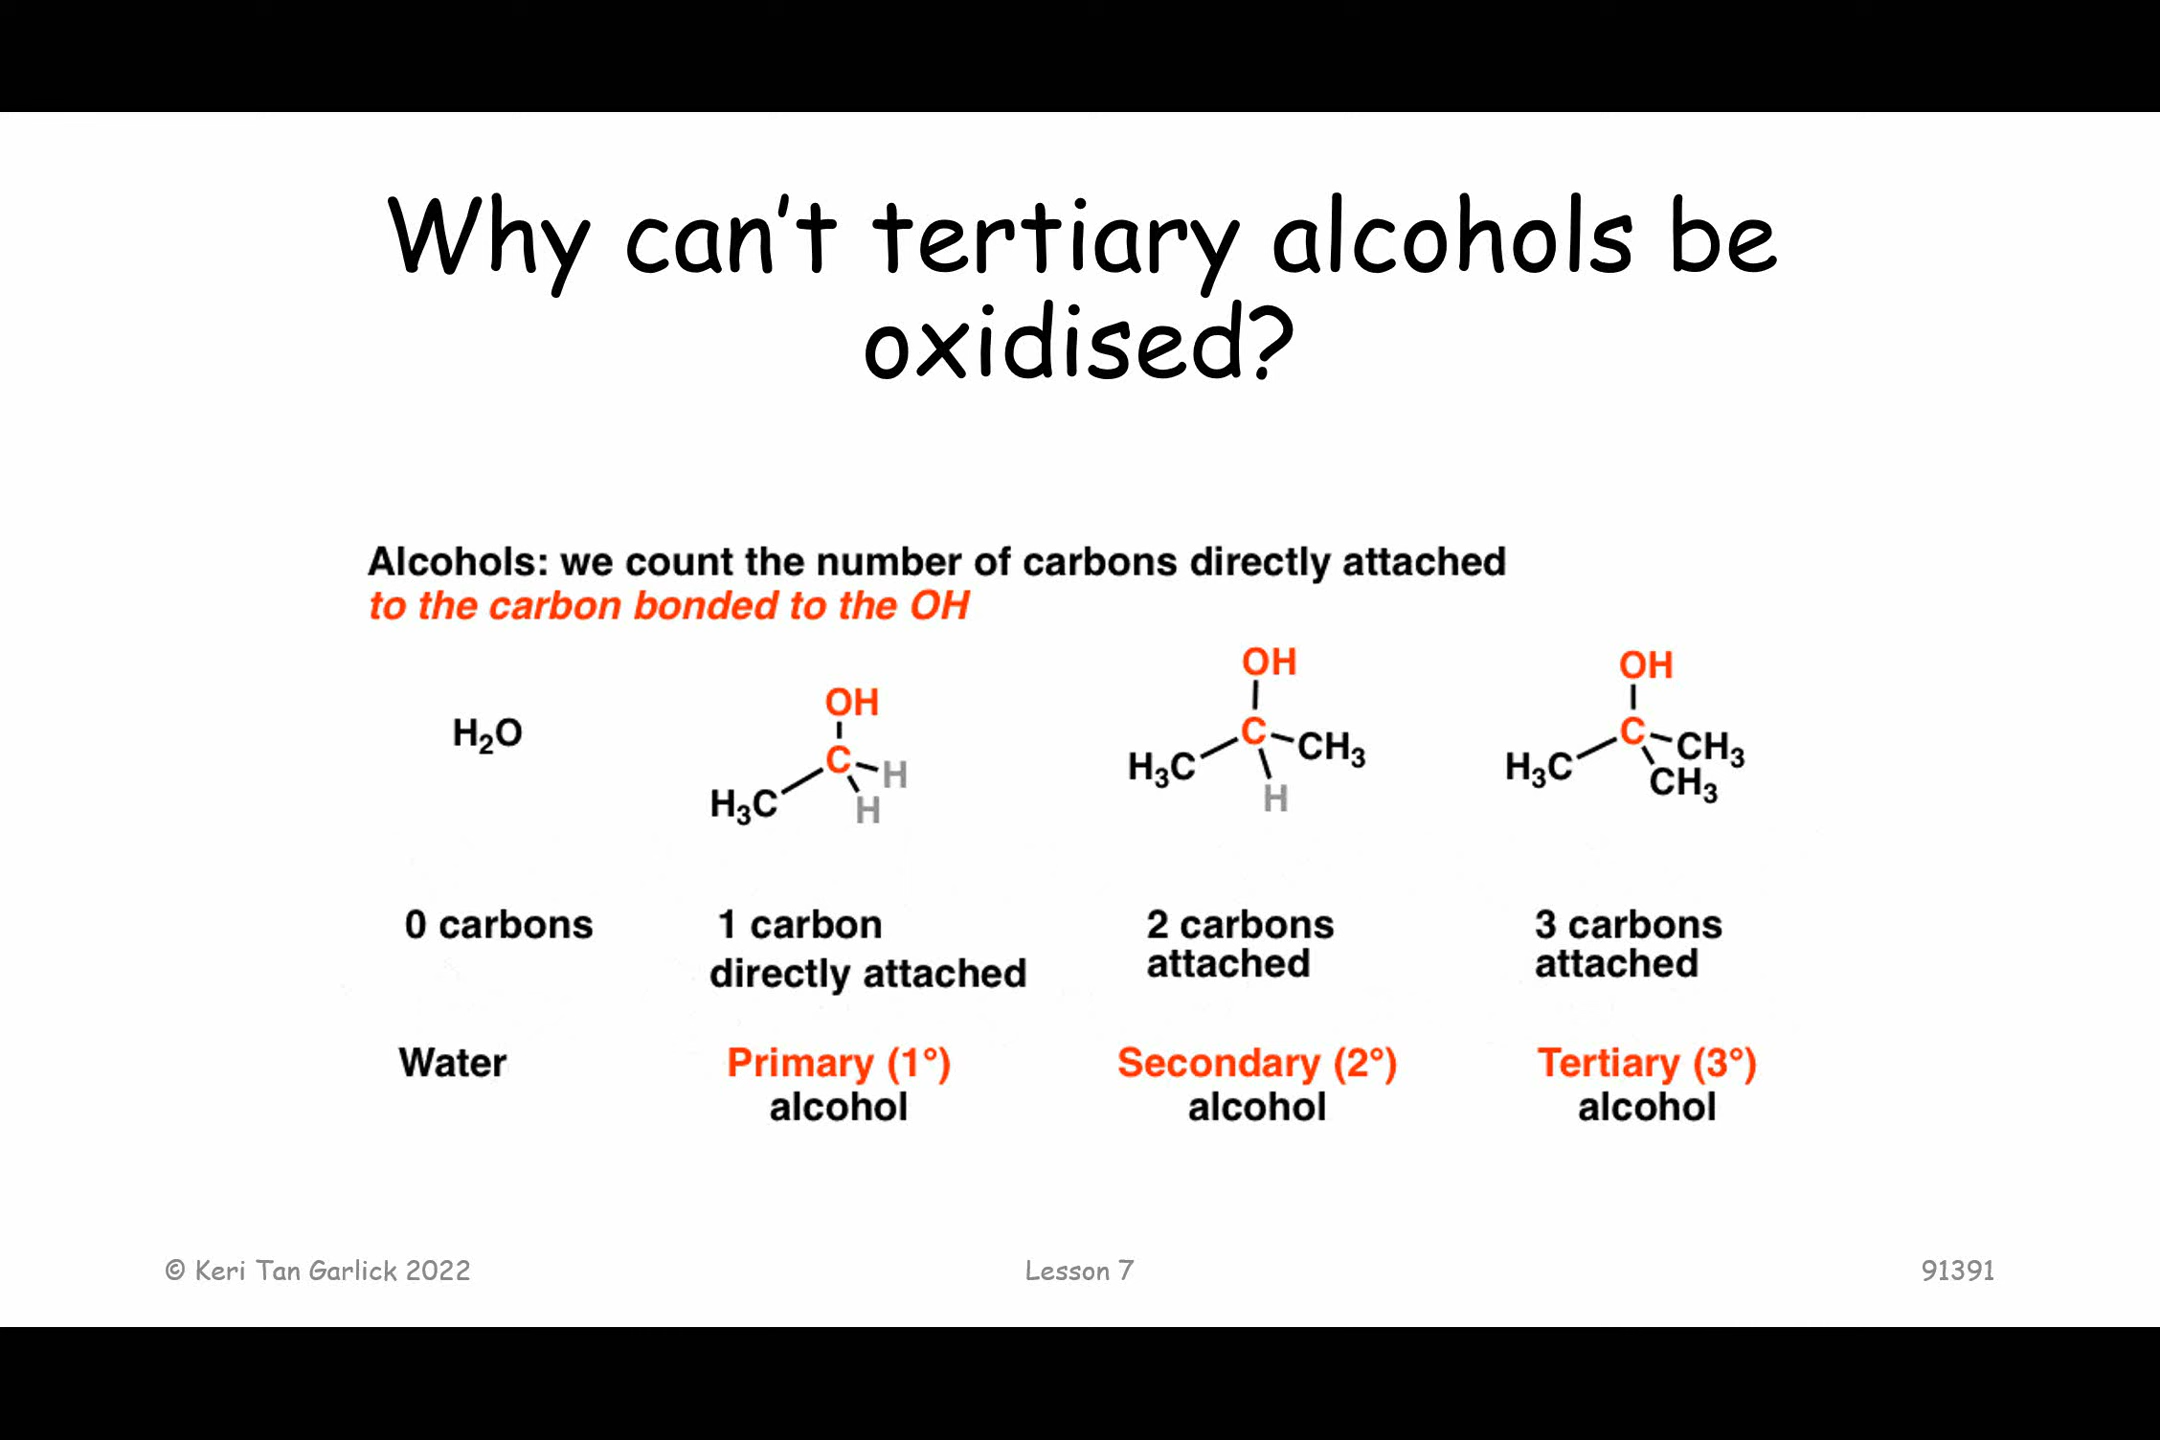 Why can't tertiary alcohols be
oxidised?
Alcohols: we count the number of carbons directly attached
to the carbon bonded to the OH
H₂O
OH
C
H
H
H₃C
OH
C
CH₃
H₃C
H
OH
C
CH₃
H₃C
CH₃
0 carbons
1 carbon
directly attached
2 carbons
attached
3 carbons
attached
Water
Primary (1°)
alcohol
Secondary (2°)
alcohol
Tertiary (3°)
alcohol
© Keri Tan Garlick 2022
Lesson 7
91391